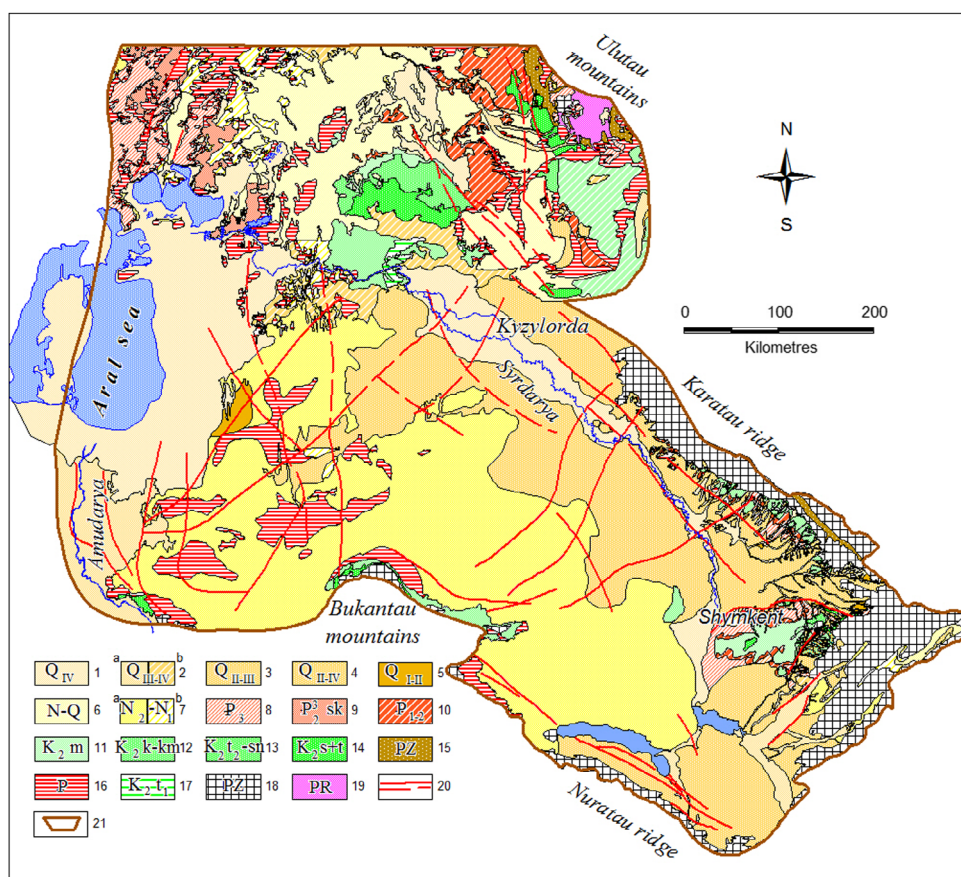 Ulutau
mountains
N
S
0 100 200
Kilometres
Aral sea
Kyzylorda
Syrdarya
Karatau ridge
Amudarya
Bukantau
mountains
Shymkent
Nuratau ridge
Q IV 1 a Q III-IV b 2 Q II-III 3 Q II-IV 4 Q I-II 5
N-Q 6 a N2-N1 b 7 P3 8 P2³ sk 9 P1-2 10
K2 m 11 K2 k-km 12 K2 t2-sn 13 K2 s+t 14 PZ 15
P 16 K2 t1 17 PZ 18 PR 19 20
21